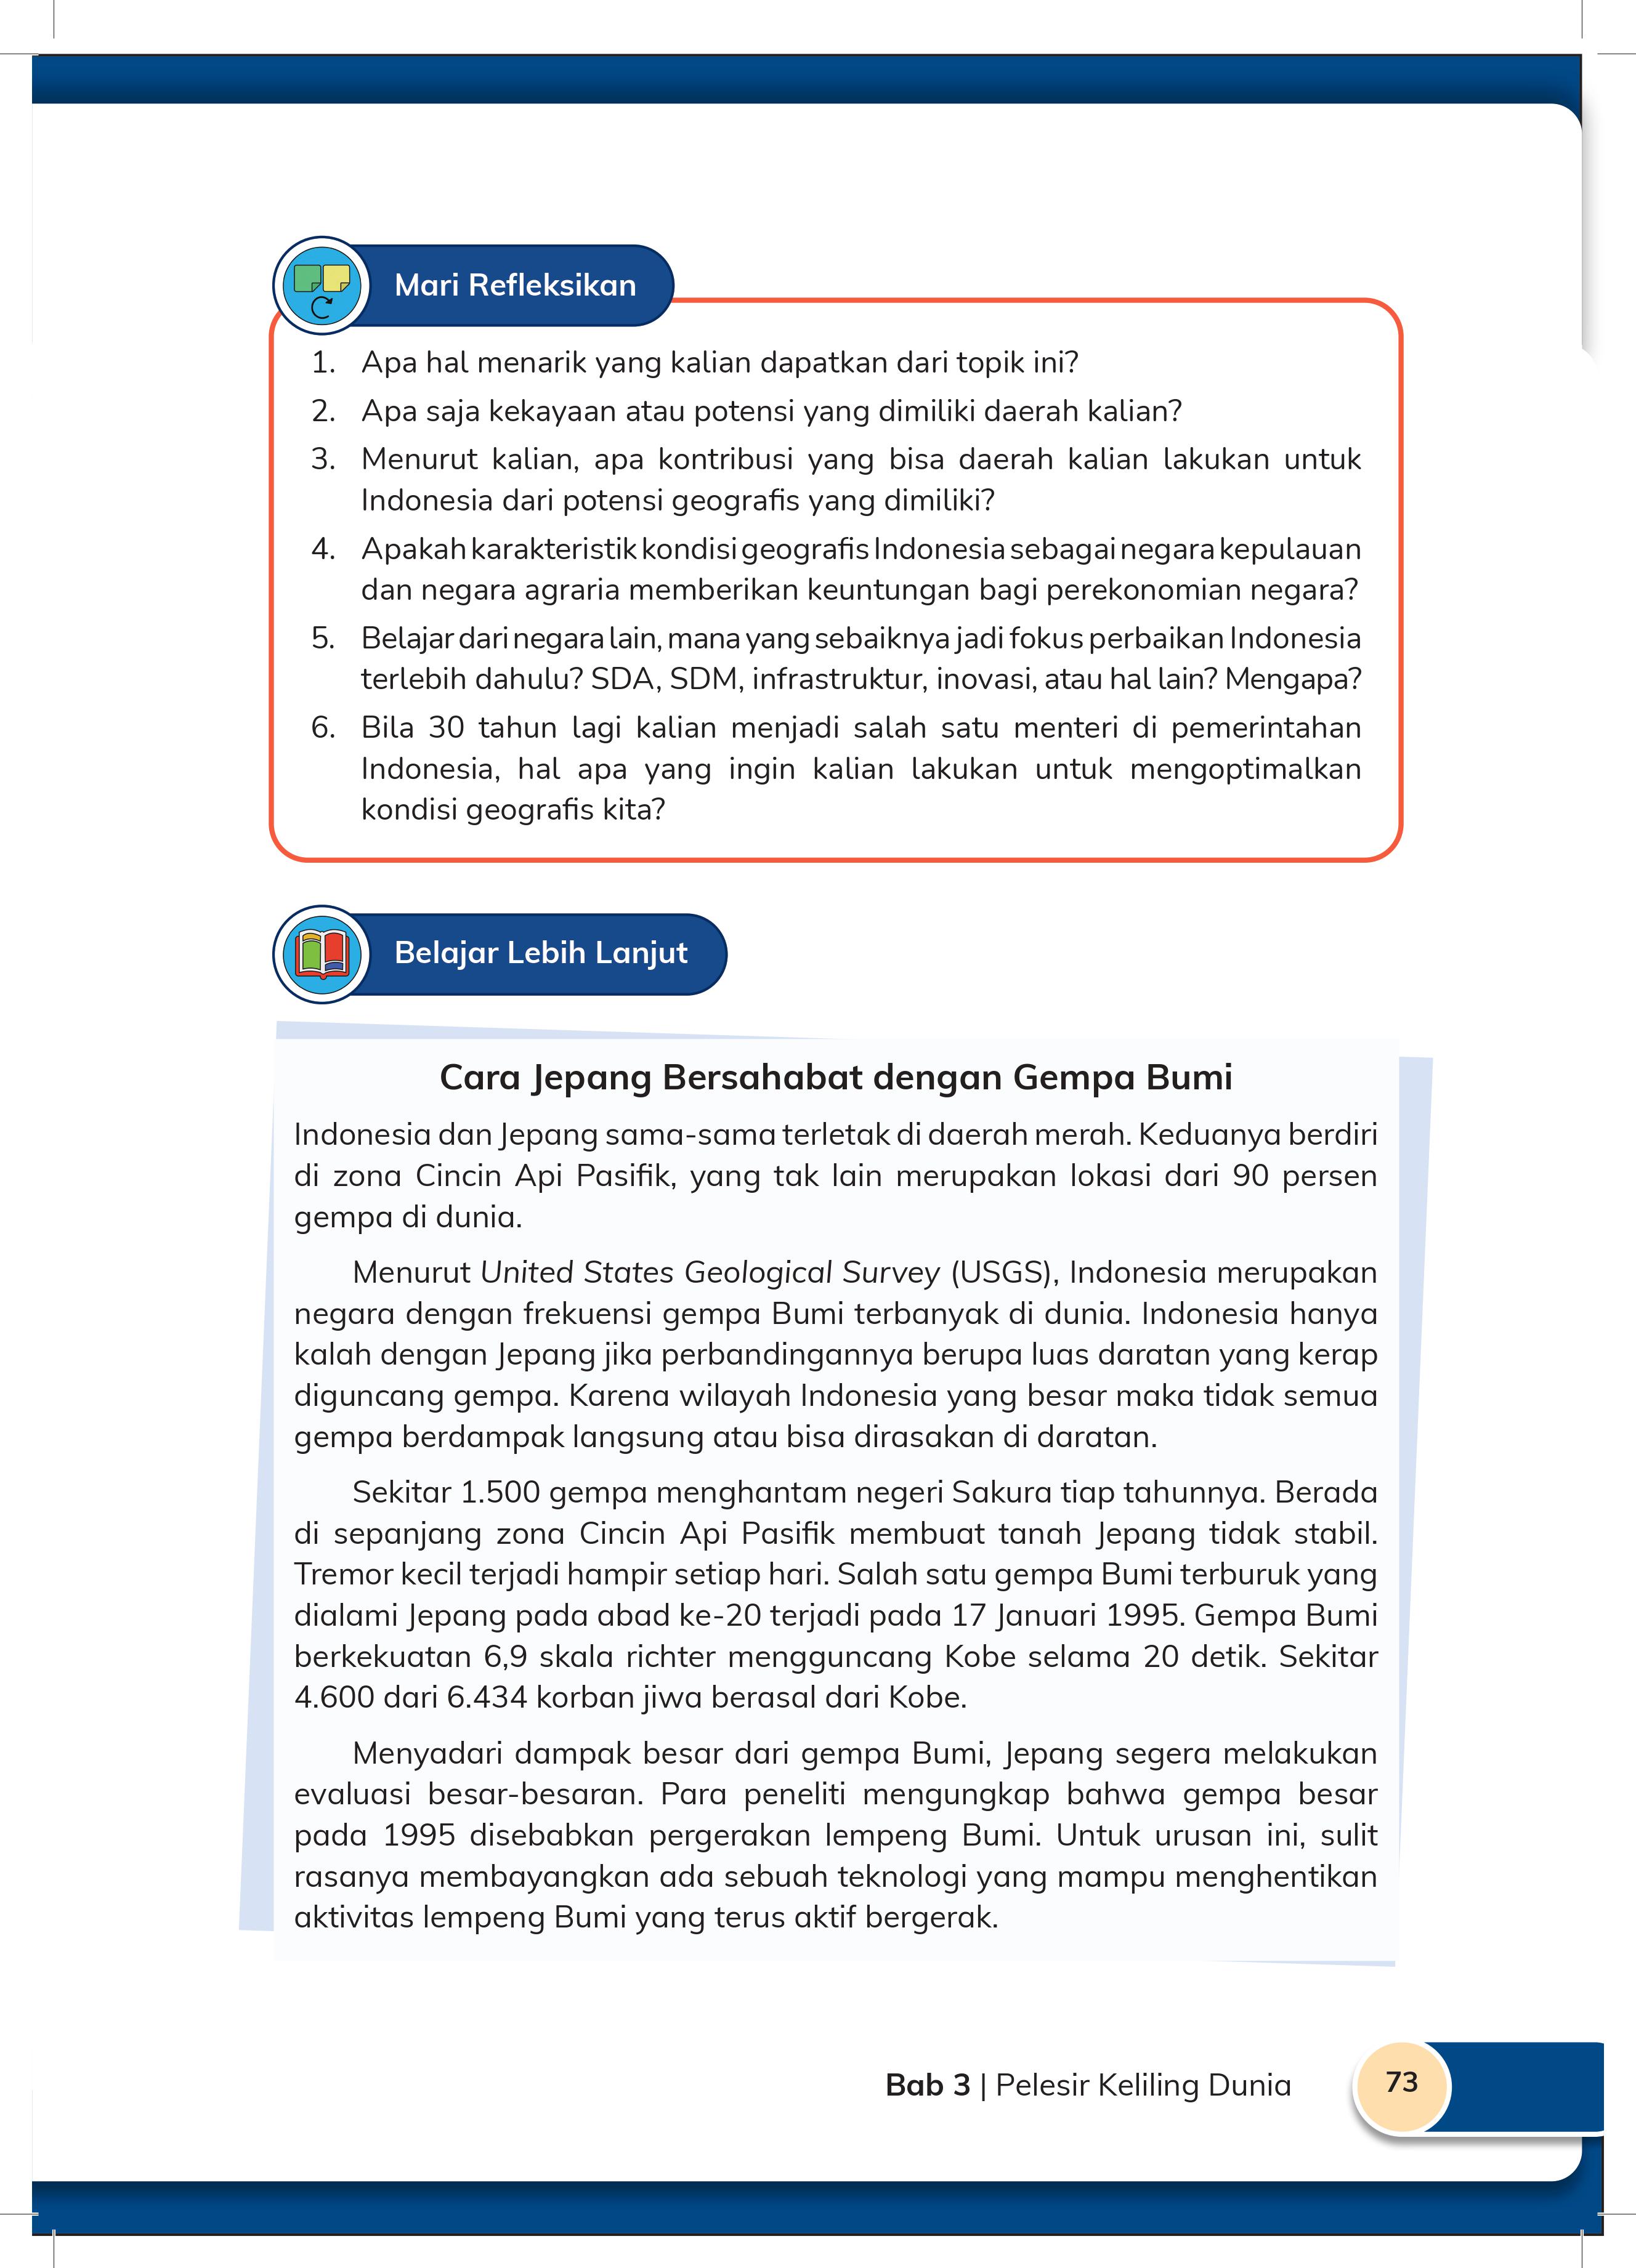 Mari Refleksikan
1. Apa hal menarik yang kalian dapatkan dari topik ini?
2. Apa saja kekayaan atau potensi yang dimiliki daerah kalian?
3. Menurut kalian, apa kontribusi yang bisa daerah kalian lakukan untuk
Indonesia dari potensi geografis yang dimiliki?
4. Apakah karakteristik kondisi geografis Indonesia sebagai negara kepulauan
dan negara agraria memberikan keuntungan bagi perekonomian negara?
5. Belajar dari negara lain, mana yang sebaiknya jadi fokus perbaikan Indonesia
terlebih dahulu? SDA, SDM, infrastruktur, inovasi, atau hal lain? Mengapa?
6. Bila 30 tahun lagi kalian menjadi salah satu menteri di pemerintahan
Indonesia, hal apa yang ingin kalian lakukan untuk mengoptimalkan
kondisi geografis kita?
Belajar Lebih Lanjut
Cara Jepang Bersahabat dengan Gempa Bumi
Indonesia dan Jepang sama-sama terletak di daerah merah. Keduanya berdiri
di zona Cincin Api Pasifik, yang tak lain merupakan lokasi dari 90 persen
gempa di dunia.
Menurut United States Geological Survey (USGS), Indonesia merupakan
negara dengan frekuensi gempa Bumi terbanyak di dunia. Indonesia hanya
kalah dengan Jepang jika perbandingannya berupa luas daratan yang kerap
diguncang gempa. Karena wilayah Indonesia yang besar maka tidak semua
gempa berdampak langsung atau bisa dirasakan di daratan.
Sekitar 1.500 gempa menghantam negeri Sakura tiap tahunnya. Berada
di sepanjang zona Cincin Api Pasifik membuat tanah Jepang tidak stabil.
Tremor kecil terjadi hampir setiap hari. Salah satu gempa Bumi terburuk yang
dialami Jepang pada abad ke-20 terjadi pada 17 Januari 1995. Gempa Bumi
berkekuatan 6,9 skala richter mengguncang Kobe selama 20 detik. Sekitar
4.600 dari 6.434 korban jiwa berasal dari Kobe.
Menyadari dampak besar dari gempa Bumi, Jepang segera melakukan
evaluasi besar-besaran. Para peneliti mengungkap bahwa gempa besar
pada 1995 disebabkan pergerakan lempeng Bumi. Untuk urusan ini, sulit
rasanya membayangkan ada sebuah teknologi yang mampu menghentikan
aktivitas lempeng Bumi yang terus aktif bergerak.
Bab 3 | Pelesir Keliling Dunia
73